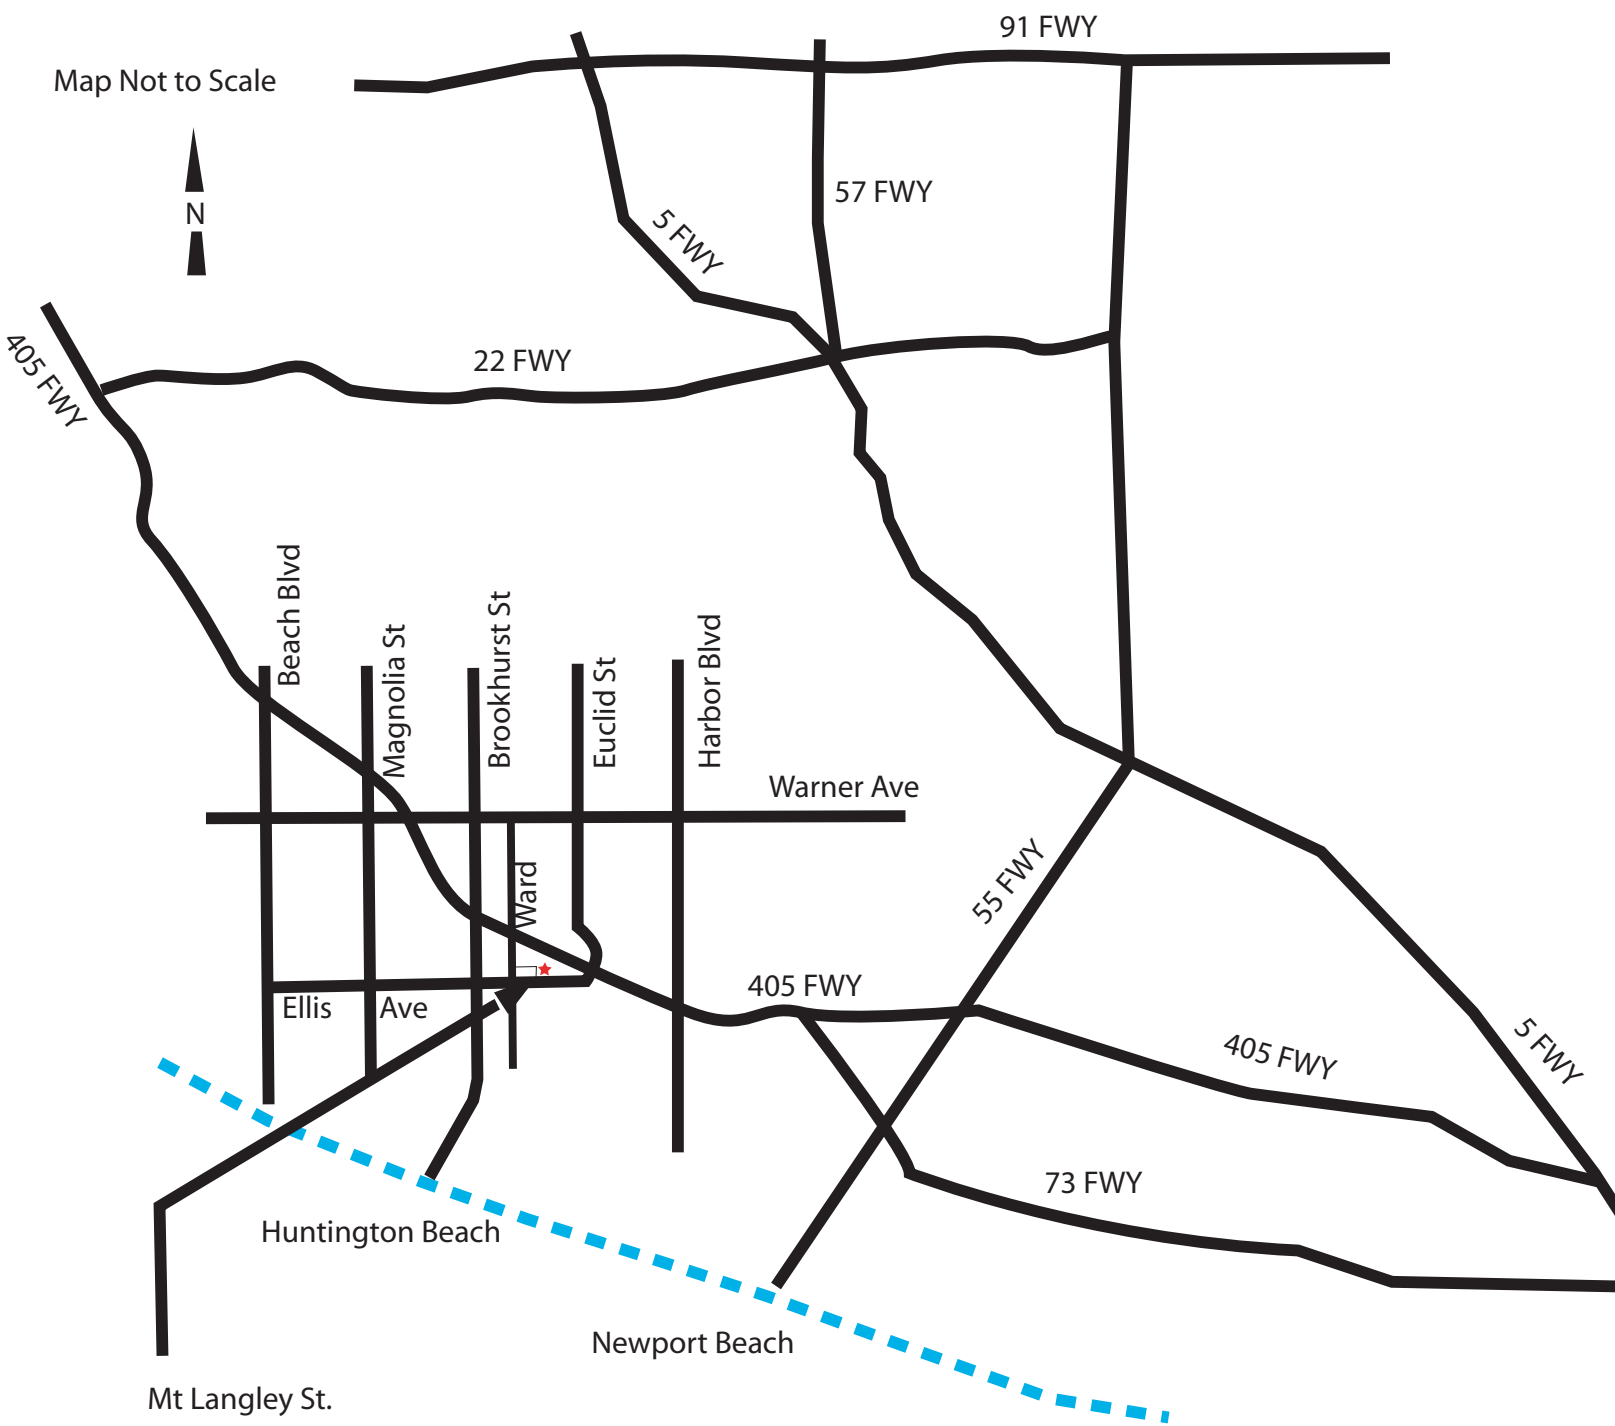 91 FWY
Map Not to Scale
57 FWY
N
5 FWY
405 FWY
22 FWY
Beach Blvd
Magnolia St
Brookhurst St
Euclid St
Harbor Blvd
Warner Ave
Ward
55 FWY
405 FWY
Ellis Ave
405 FWY
5 FWY
73 FWY
Huntington Beach
Newport Beach
Mt Langley St.